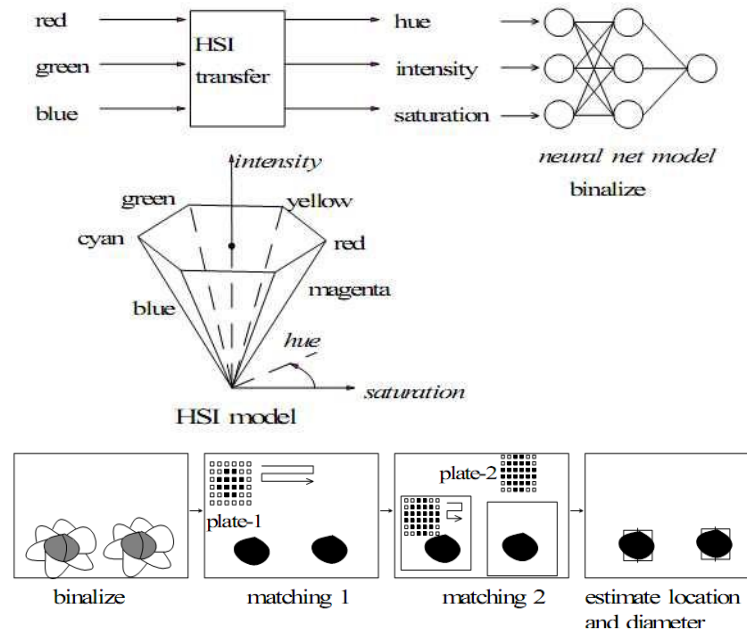 red
green
blue
HSI
transfer
hue
intensity
saturation
neural net model
binalize
intensity
green
yellow
cyan
red
blue
magenta
hue
saturation
HSI model
plate-1
plate-2
binalize
matching 1
matching 2
estimate location
and diameter